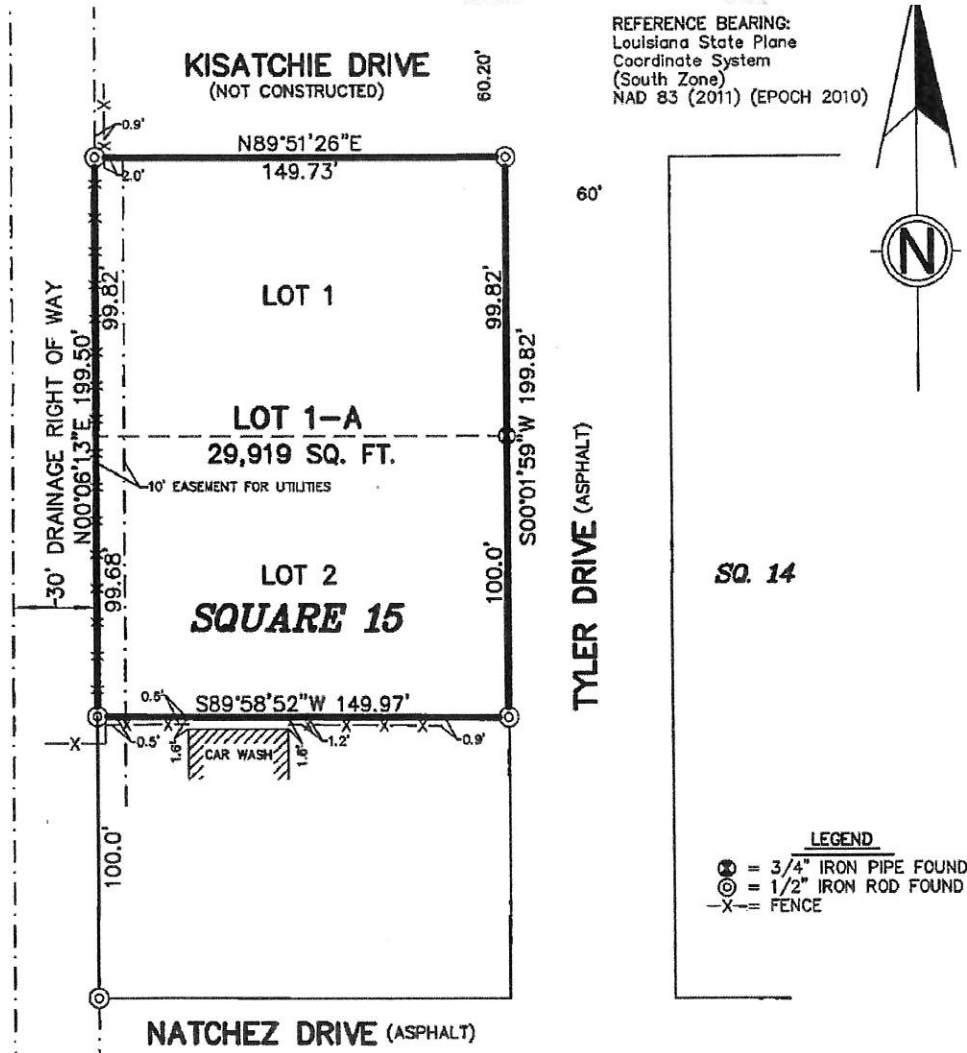 REFERENCE BEARING:
Louisiana State Plane
Coordinate System
(South Zone)
NAD 83 (2011) (EPOCH 2010)
KISATCHIE DRIVE
(NOT CONSTRUCTED)
60.20'
0.9'
N89°51'26"E
149.73'
2.0'
60'
N
99.82'
LOT 1
99.82'
30' DRAINAGE RIGHT OF WAY
N00°06'13"E 199.50'
LOT 1-A
29,919 SQ. FT.
10' EASEMENT FOR UTILITIES
S00°01'59"W 199.82'
TYLER DRIVE (ASPHALT)
99.68'
LOT 2
100.0'
SQ. 14
SQUARE 15
0.5'
S89°58'52"W 149.97'
X
0.5'
1.6'
CAR WASH
1.6'
1.2'
0.9'
100.0'
LEGEND
= 3/4" IRON PIPE FOUND
= 1/2" IRON ROD FOUND
-X-= FENCE
NATCHEZ DRIVE (ASPHALT)